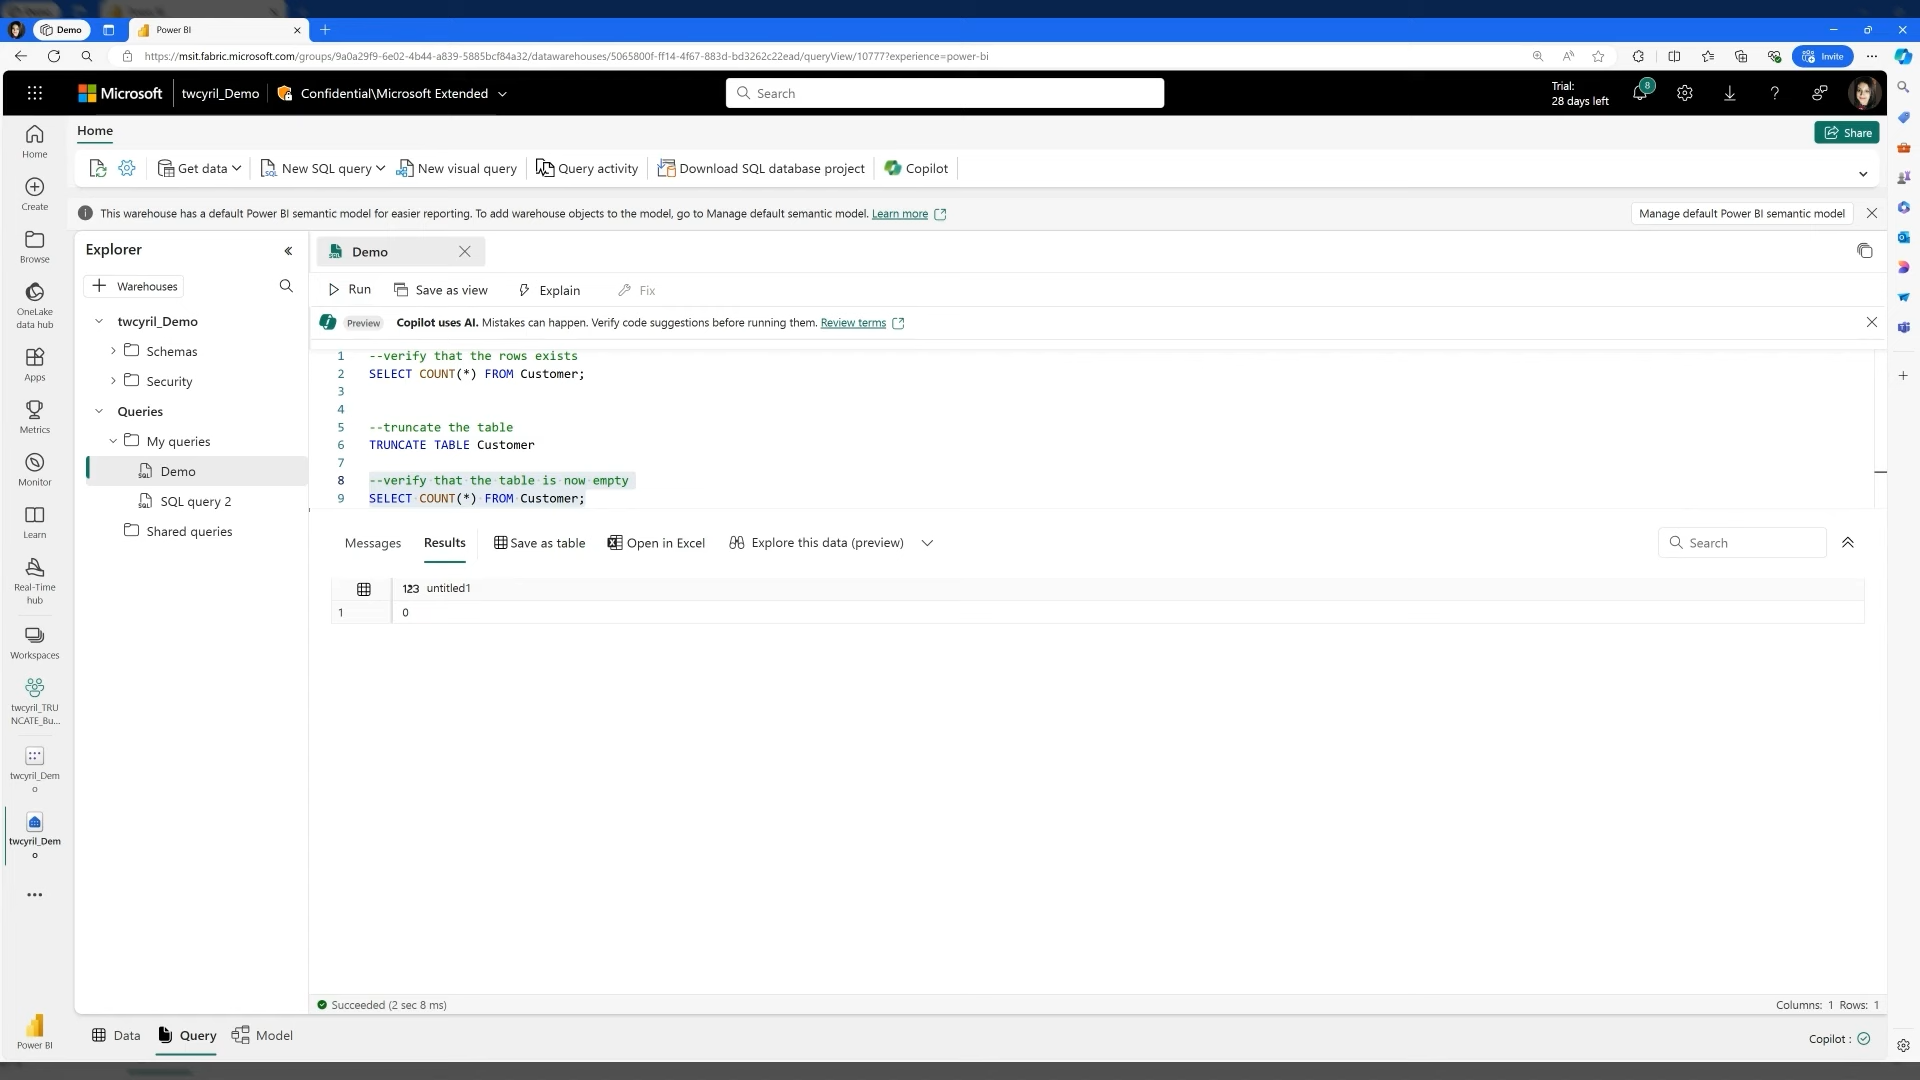 Demo
Power BI
https://msit.fabric.microsoft.com/groups/9a0a29f9-6e02-4b44-a839-5885bcf84a32/datawarehouses/5065800f-ff14-4f67-883d-bd3262c22ead/queryView/10777?experience=power-bi
Invite
Microsoft
twcyril_Demo
Confidential\Microsoft Extended
Search
Trial:
28 days left
8
Home
Share
Get data
New SQL query
New visual query
Query activity
Download SQL database project
Copilot
This warehouse has a default Power BI semantic model for easier reporting. To add warehouse objects to the model, go to Manage default semantic model. Learn more
Manage default Power BI semantic model
Home
Create
Browse
OneLake
data hub
Apps
Metrics
Monitor
Learn
Real-Time
hub
Workspaces
twcyril_TRU
NCATE_Bu...
twcyril_Dem
o
twcyril_Dem
o
Power BI
Explorer
Warehouses
twcyril_Demo
Schemas
Security
Queries
My queries
Demo
SQL query 2
Shared queries
Demo
Run
Save as view
Explain
Fix
Preview
Copilot uses AI. Mistakes can happen. Verify code suggestions before running them. Review terms
1 --verify that the rows exists
2 SELECT COUNT(*) FROM Customer;
3
4
5 --truncate the table
6 TRUNCATE TABLE Customer
7
8 --verify that the table is now empty
9 SELECT COUNT(*) FROM Customer;
Messages
Results
Save as table
Open in Excel
Explore this data (preview)
Search
123 untitled1
1 0
Succeeded (2 sec 8 ms)
Columns: 1 Rows: 1
Data
Query
Model
Copilot :